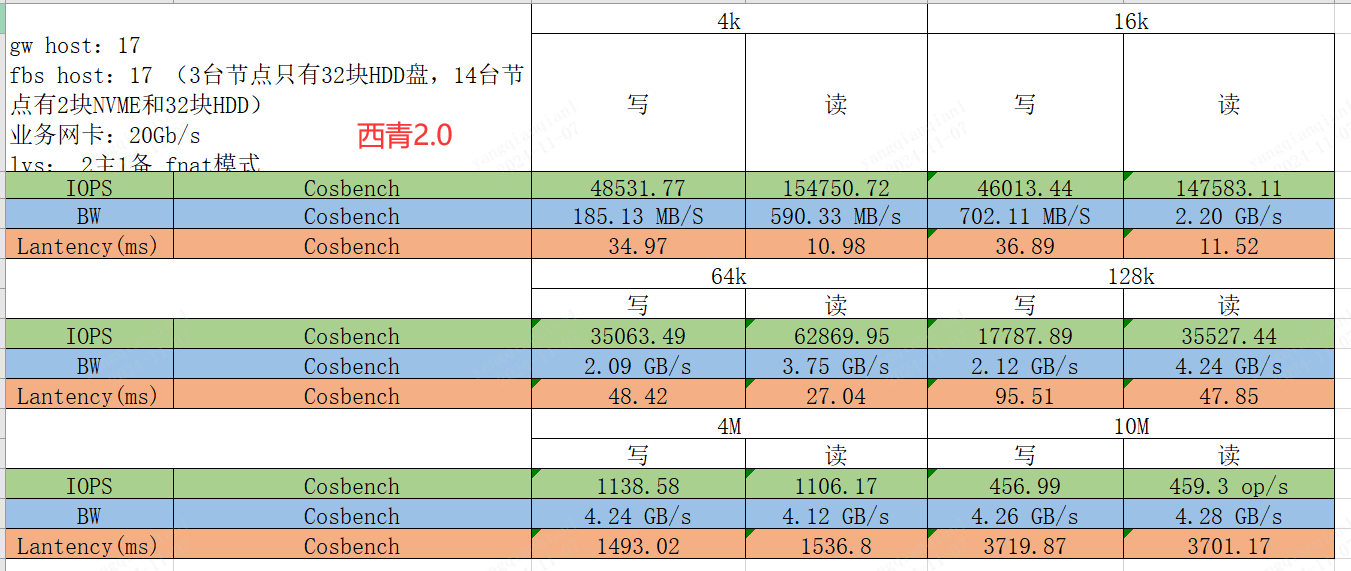 4k 16k
gw host：17
fbs host：17 （3台节点只有32块HDD盘，14台节
点有2块NVME和32块HDD）
业务网卡：20Gb/s
lvs： 2主1备 fnat模式
西青2.0
写 读 写 读
IOPS Cosbench 48531.77 154750.72 46013.44 147583.11
BW Cosbench 185.13 MB/S 590.33 MB/s 702.11 MB/S 2.20 GB/s
Lantency(ms) Cosbench 34.97 10.98 36.89 11.52
64k 128k
写 读 写 读
IOPS Cosbench 35063.49 62869.95 17787.89 35527.44
BW Cosbench 2.09 GB/s 3.75 GB/s 2.12 GB/s 4.24 GB/s
Lantency(ms) Cosbench 48.42 27.04 95.51 47.85
4M 10M
写 读 写 读
IOPS Cosbench 1138.58 1106.17 456.99 459.3 op/s
BW Cosbench 4.24 GB/s 4.12 GB/s 4.26 GB/s 4.28 GB/s
Lantency(ms) Cosbench 1493.02 1536.8 3719.87 3701.17